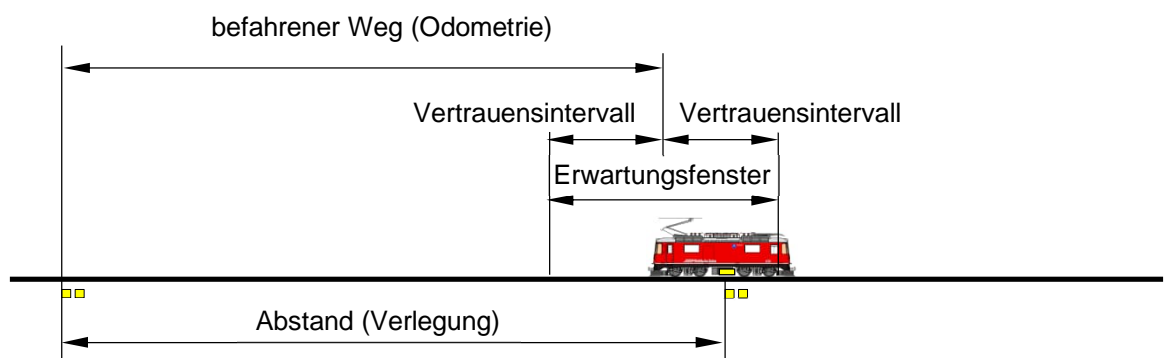 befahrener Weg (Odometrie)
Vertrauensintervall Vertrauensintervall
Erwartungsfenster
Abstand (Verlegung)